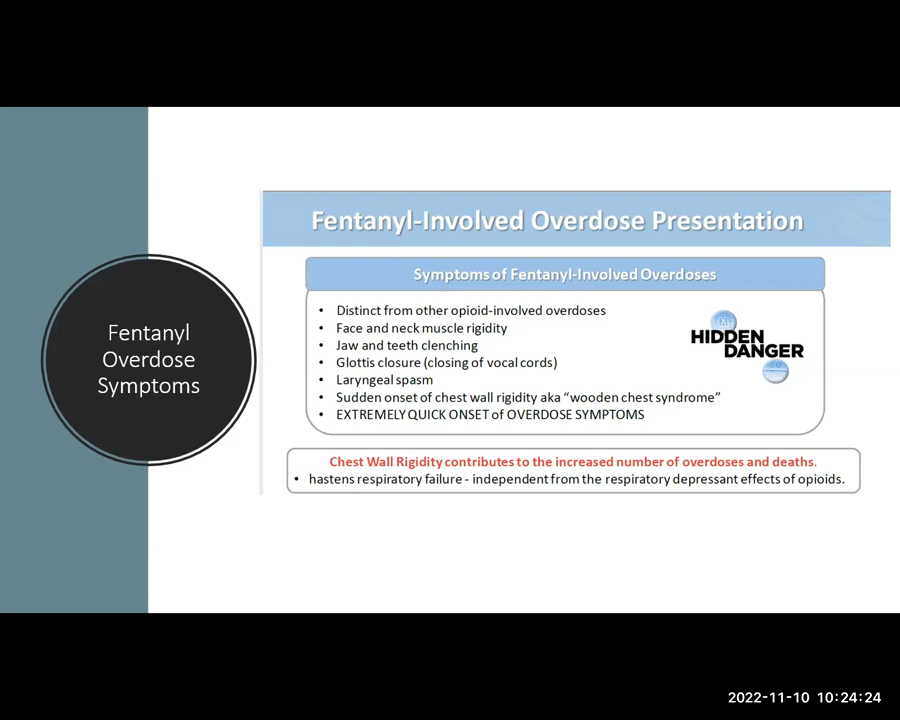 Fentanyl-Involved Overdose Presentation
Symptoms of Fentanyl-Involved Overdoses
• Distinct from other opioid-involved overdoses
• Face and neck muscle rigidity
• Jaw and teeth clenching
• Glottis closure (closing of vocal cords)
• Laryngeal spasm
• Sudden onset of chest wall rigidity aka “wooden chest syndrome”
• EXTREMELY QUICK ONSET of OVERDOSE SYMPTOMS
HIDDEN
DANGER
Fentanyl
Overdose
Symptoms
Chest Wall Rigidity contributes to the increased number of overdoses and deaths.
• hastens respiratory failure - independent from the respiratory depressant effects of opioids.
2022-11-10 10:24:24